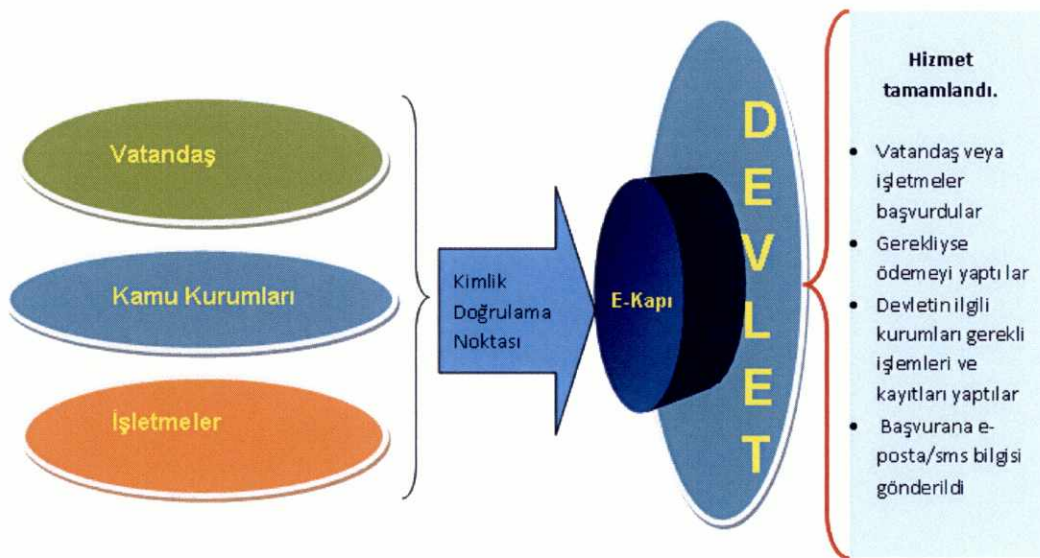 Vatandaş
Kamu Kurumları
İşletmeler
Kimlik
Doğrulama
Noktası
E-Kapı
DEVLET
Hizmet
tamamlandı.
• Vatandaş veya
işletmeler
başvurdular
• Gerekliyse
ödemeyi yaptılar
• Devletin ilgili
kurumları gerekli
işlemleri ve
kayıtları yaptılar
• Başvurana e-
posta/sms bilgisi
gönderildi